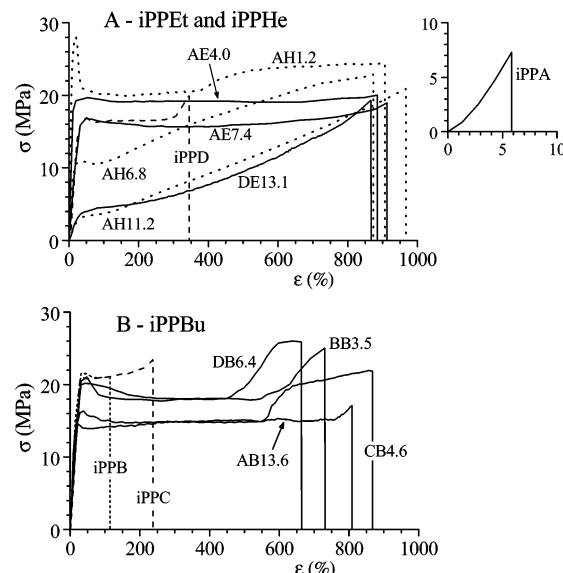 A - iPPEt and iPPHe
30
20
10
0
σ (MPa)
AE4.0
AH1.2
AE7.4
iPPD
AH6.8
DE13.1
AH11.2
0 200 400 600 800 1000
ε (%)
10
5
0
iPPA
0 5 10
B - iPPBu
30
20
10
0
σ (MPa)
DB6.4
BB3.5
iPPB
iPPC
AB13.6
CB4.6
0 200 400 600 800 1000
ε (%)